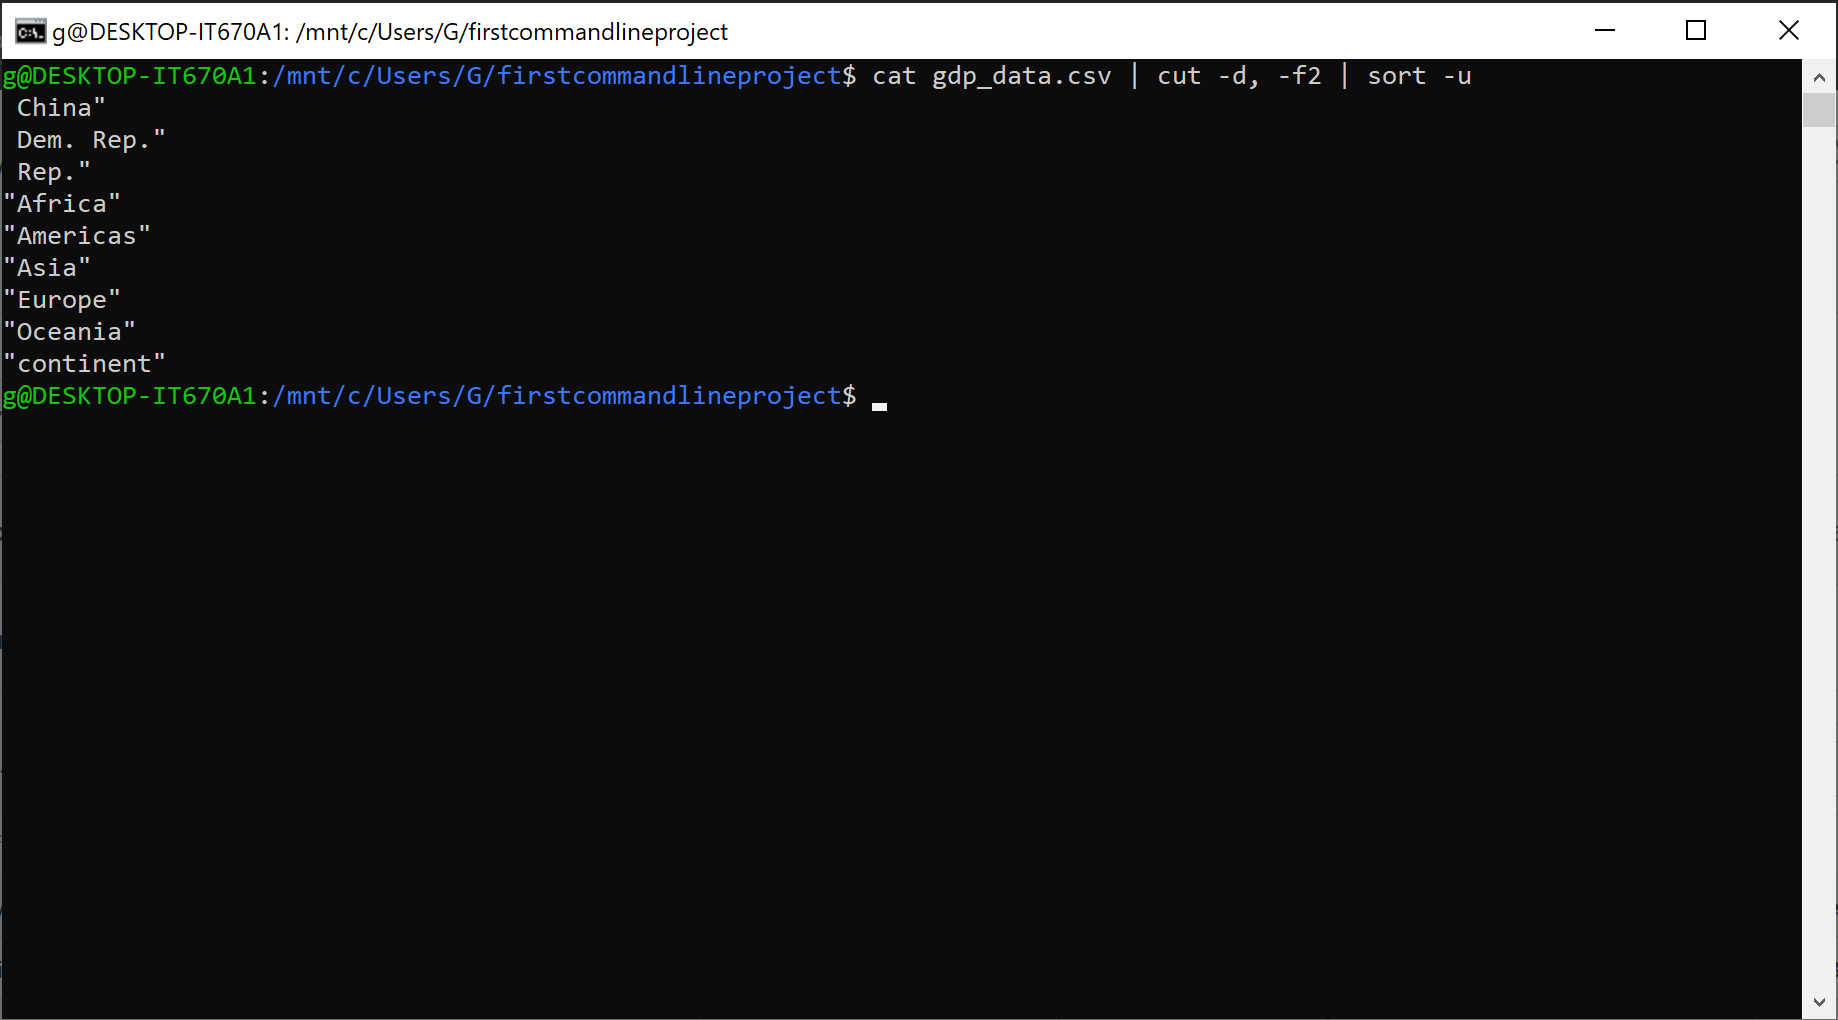 g@DESKTOP-IT670A1: /mnt/c/Users/G/firstcommandlineproject
g@DESKTOP-IT670A1:/mnt/c/Users/G/firstcommandlineproject$ cat gdp_data.csv | cut -d, -f2 | sort -u
 China"
 Dem. Rep."
 Rep."
"Africa"
"Americas"
"Asia"
"Europe"
"Oceania"
"continent"
g@DESKTOP-IT670A1:/mnt/c/Users/G/firstcommandlineproject$